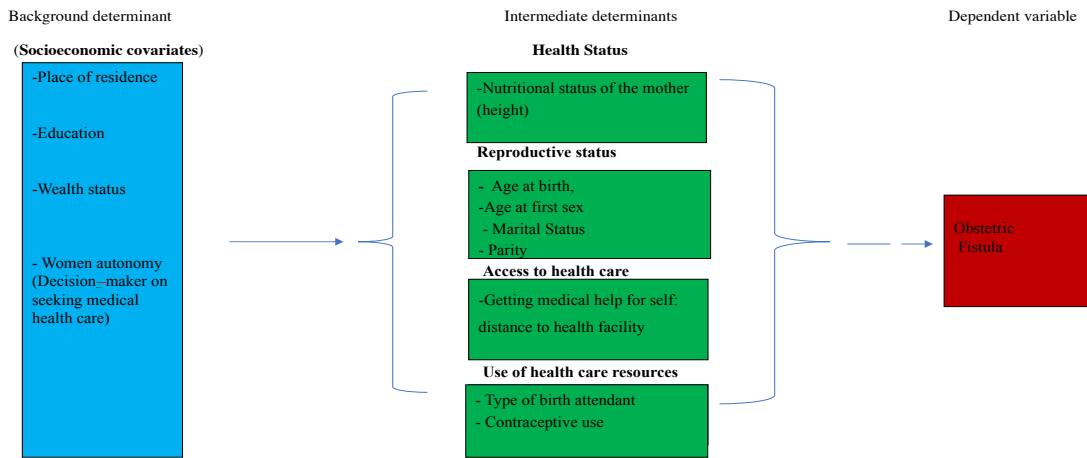 Background determinant
Intermediate determinants
Dependent variable
(Socioeconomic covariates)
-Place of residence
-Education
-Wealth status
- Women autonomy
(Decision -maker on
seeking medical
health care)
Health Status
-Nutritional status of the mother
(height)
Reproductive status
- Age at birth,
-Age at first sex
- Marital Status
- Parity
Access to health care
-Getting medical help for self:
distance to health facility
Use of health care resources
- Type of birth attendant
- Contraceptive use
Obstetric
Fistula